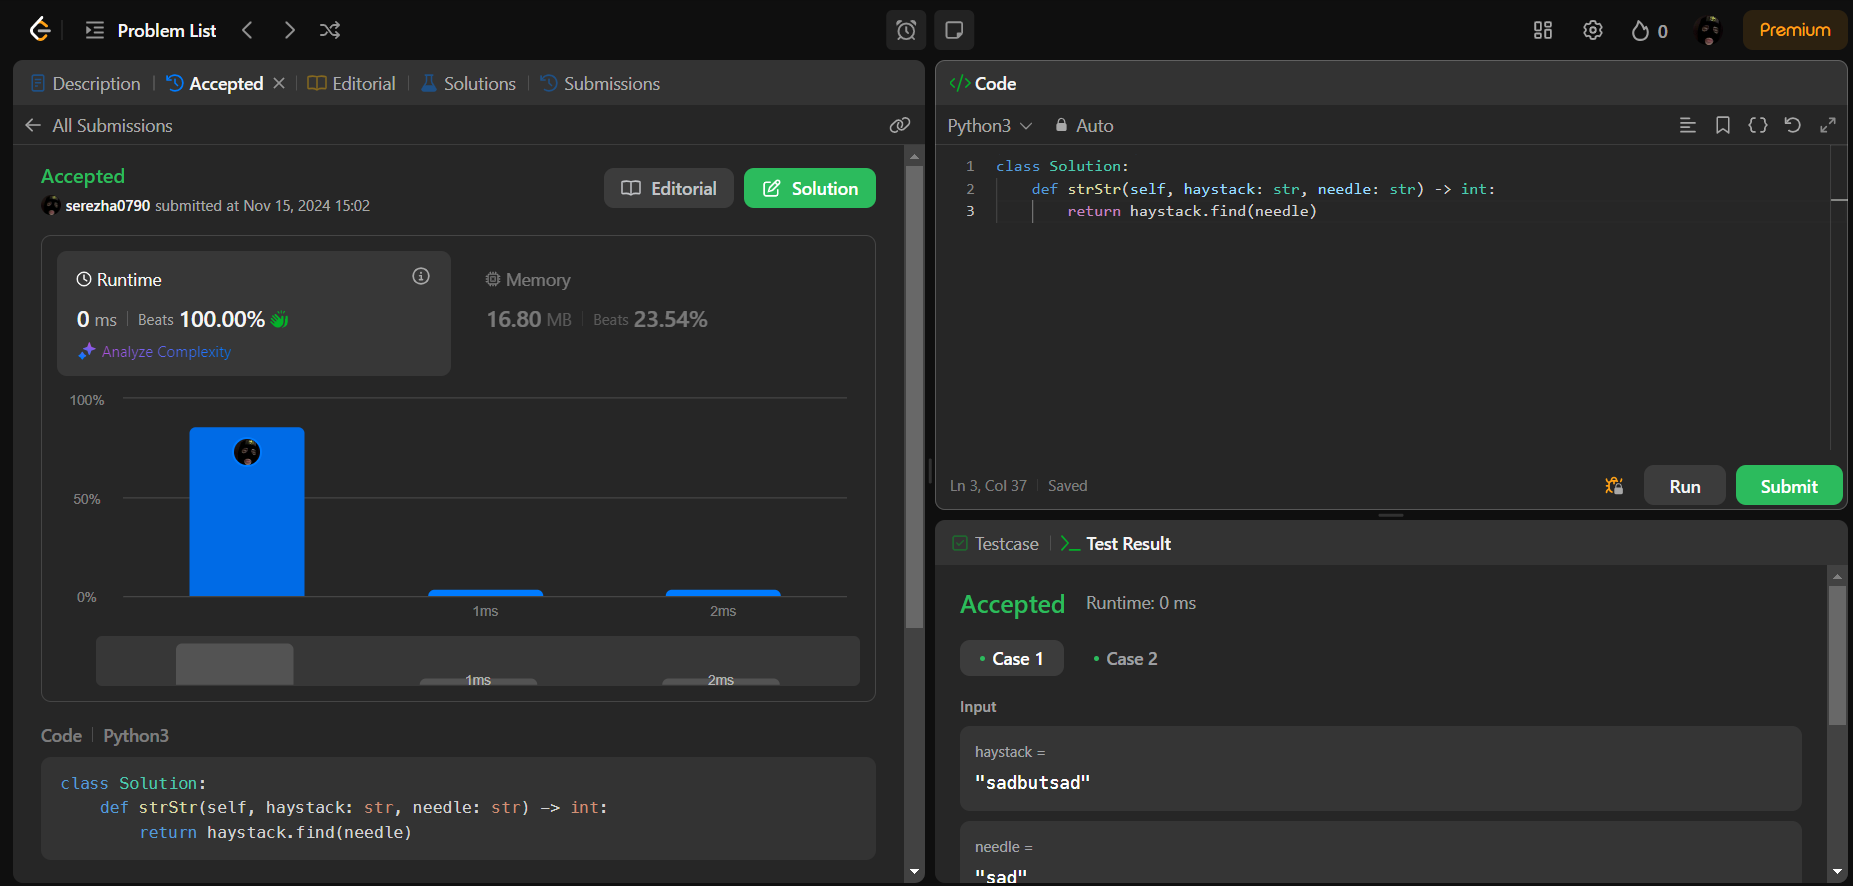 Problem List
0
Premium
Description
Accepted
Editorial
Solutions
Submissions
All Submissions
Accepted
serezha0790 submitted at Nov 15, 2024 15:02
Editorial
Solution
Runtime
0 ms
Beats 100.00%
Analyze Complexity
Memory
16.80 MB
Beats 23.54%
100%
50%
0%
1ms
2ms
1ms
2ms
Code
Python3
class Solution:
    def strStr(self, haystack: str, needle: str) -> int:
        return haystack.find(needle)
Code
Python3
Auto
1 class Solution:
2     def strStr(self, haystack: str, needle: str) -> int:
3         return haystack.find(needle)
Ln 3, Col 37
Saved
Run
Submit
Testcase
Test Result
Accepted
Runtime: 0 ms
Case 1
Case 2
Input
haystack =
"sadbutsad"
needle =
"sad"